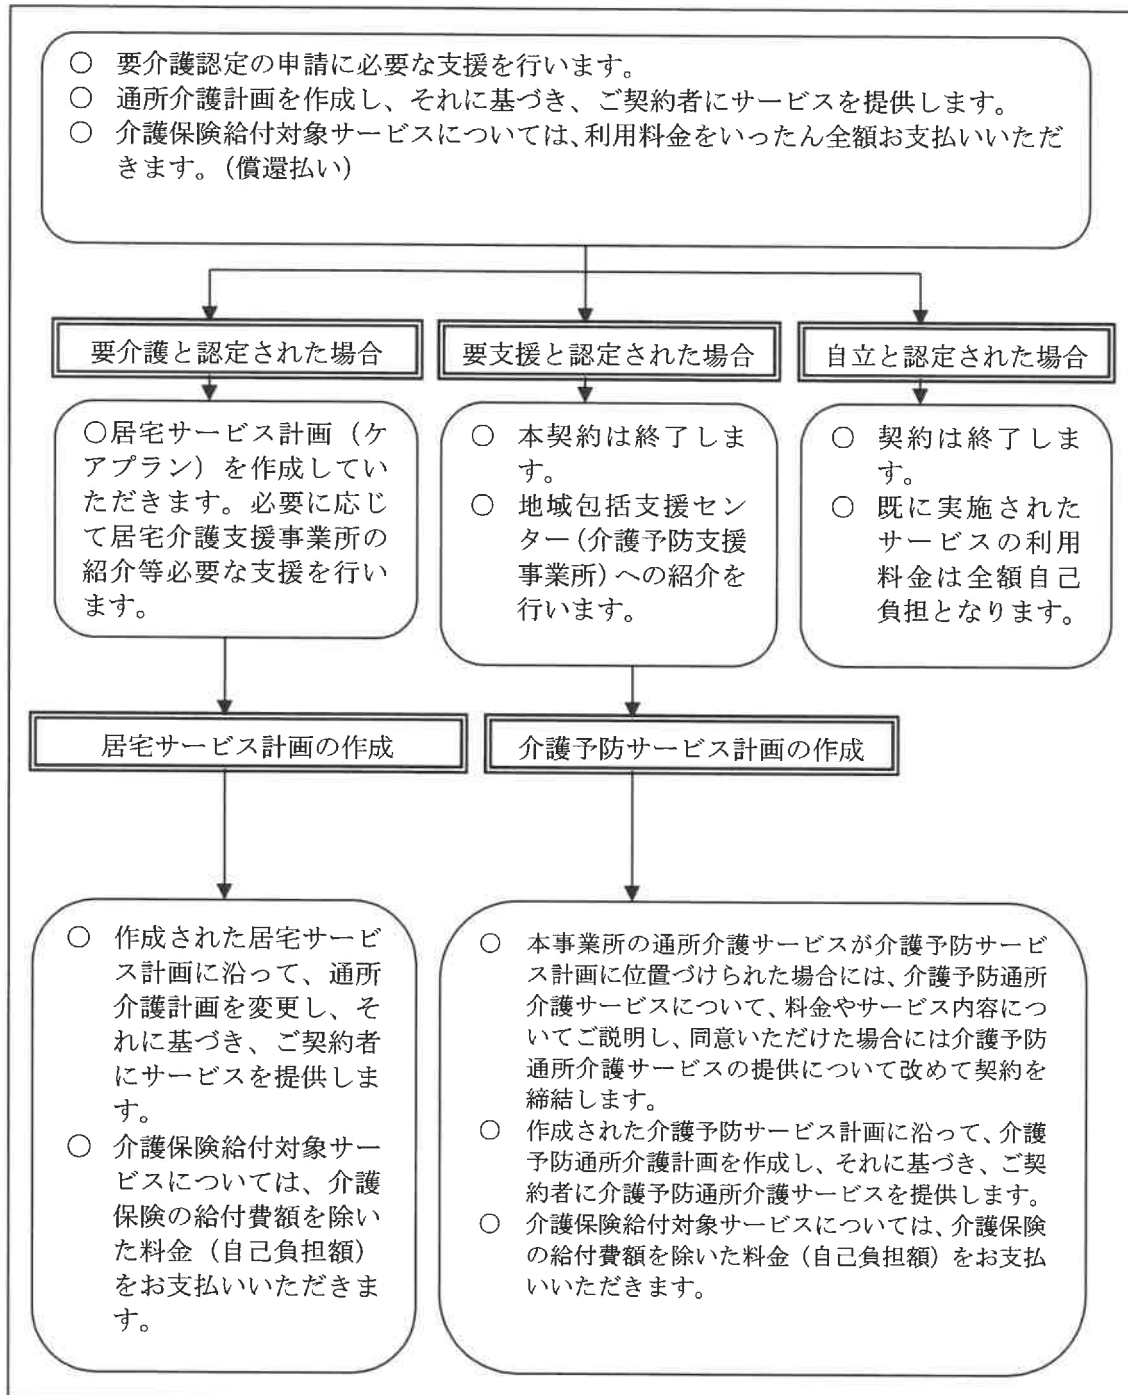 ○ 要介護認定の申請に必要な支援を行います。
○ 通所介護計画を作成し、それに基づき、ご契約者にサービスを提供します。
○ 介護保険給付対象サービスについては、利用料金をいったん全額お支払いいただ
きます。(償還払い)
要介護と認定された場合
要支援と認定された場合
自立と認定された場合
○居宅サービス計画(ケ
アプラン)を作成してい
ただきます。必要に応じ
て居宅介護支援事業所の
紹介等必要な支援を行い
ます。
○ 本契約は終了しま
す。
○ 地域包括支援セン
ター(介護予防支援
事業所)への紹介を
行います。
○ 契約は終了しま
す。
○ 既に実施された
サービスの利用
料金は全額自己
負担となります。
居宅サービス計画の作成
介護予防サービス計画の作成
○ 作成された居宅サービ
ス計画に沿って、通所
介護計画を変更し、そ
れに基づき、ご契約者
にサービスを提供しま
す。
○ 介護保険給付対象サー
ビスについては、介護
保険の給付費額を除い
た料金(自己負担額)
をお支払いいただきま
す。
○ 本事業所の通所介護サービスが介護予防サービ
ス計画に位置づけられた場合には、介護予防通所
介護サービスについて、料金やサービス内容につ
いてご説明し、同意いただけた場合には介護予防
通所介護サービスの提供について改めて契約を
締結します。
○ 作成された介護予防サービス計画に沿って、介護
予防通所介護計画を作成し、それに基づき、ご契
約者に介護予防通所介護サービスを提供します。
○ 介護保険給付対象サービスについては、介護保険
の給付費額を除いた料金(自己負担額)をお支払
いいただきます。